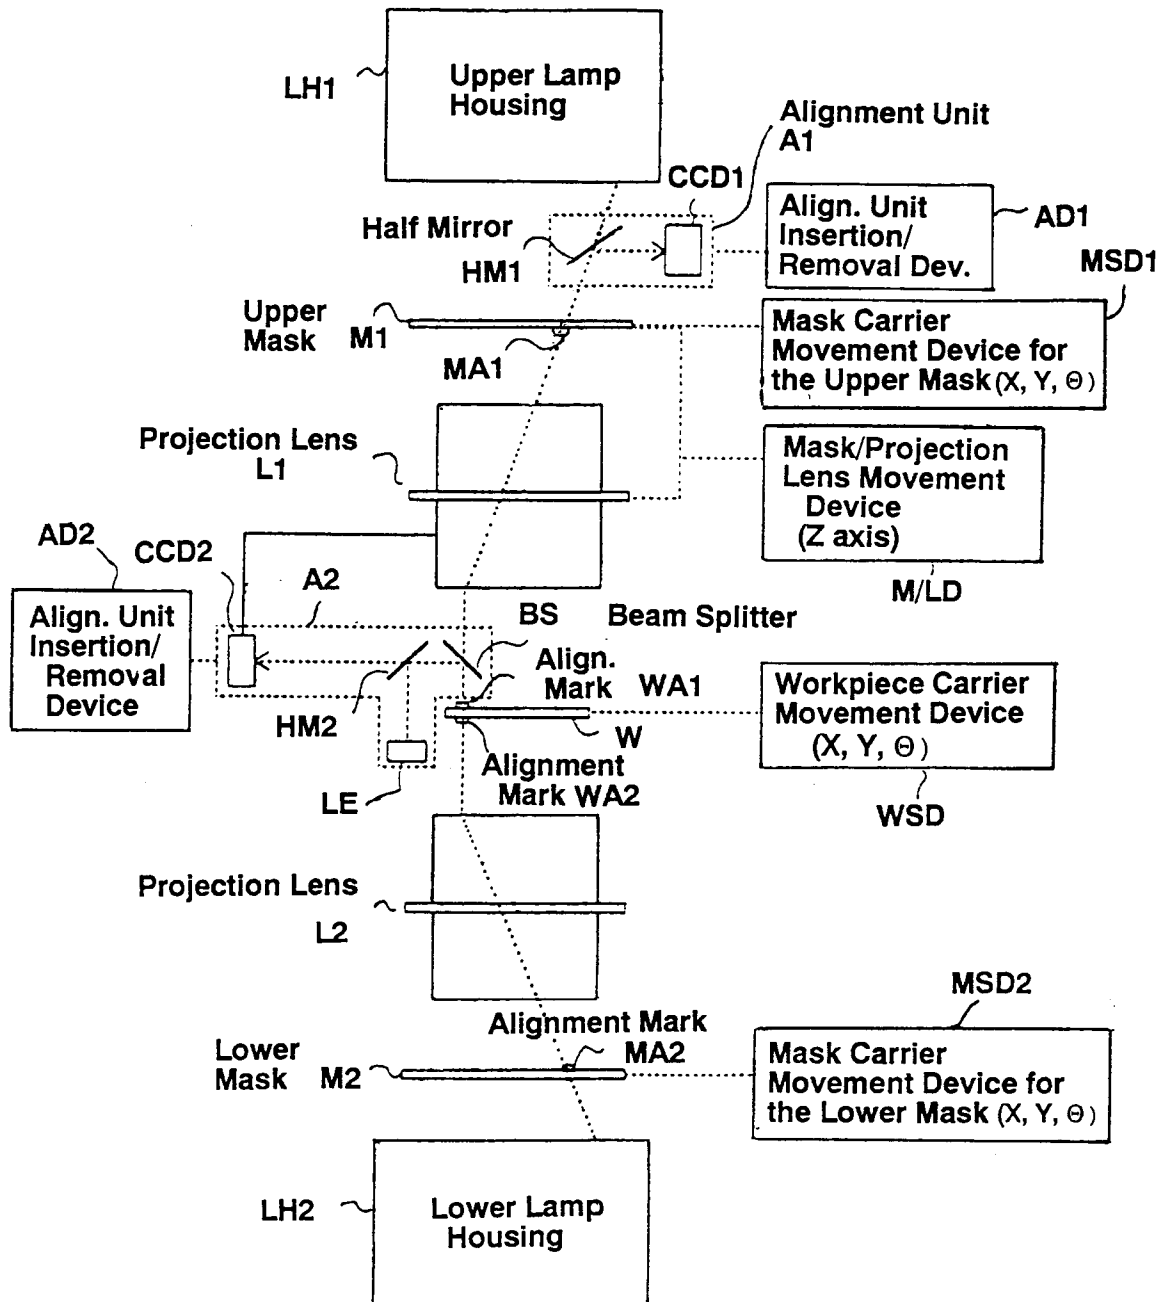 LH1
Upper Lamp
Housing
Alignment Unit
A1
CCD1
Half Mirror
HM1
Align. Unit
Insertion/
Removal Dev.
AD1
MSD1
Upper
Mask M1
MA1
Mask Carrier
Movement Device for
the Upper Mask (X, Y, Θ)
Projection Lens
L1
Mask/Projection
Lens Movement
Device
(Z axis)
M/LD
AD2
CCD2
A2
Align. Unit
Insertion/
Removal
Device
BS Beam Splitter
Align.
Mark WA1
HM2
W
LE
Alignment
Mark WA2
Workpiece Carrier
Movement Device
(X, Y, Θ)
WSD
Projection Lens
L2
MSD2
Alignment Mark
MA2
Lower
Mask M2
Mask Carrier
Movement Device for
the Lower Mask (X, Y, Θ)
LH2
Lower Lamp
Housing